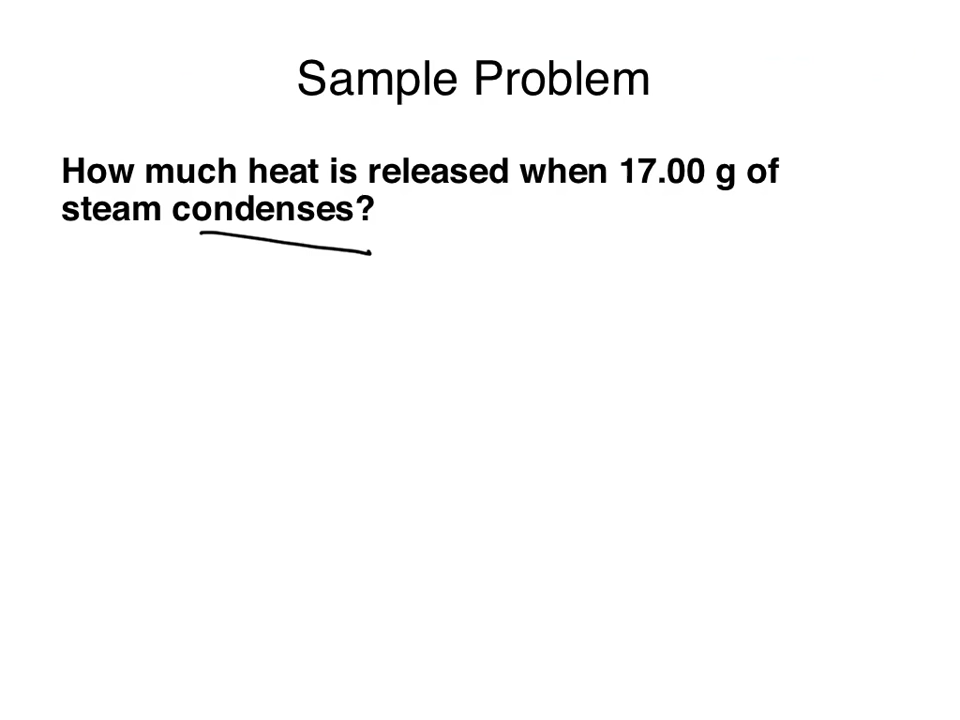 Sample Problem
How much heat is released when 17.00 g of
steam condenses?